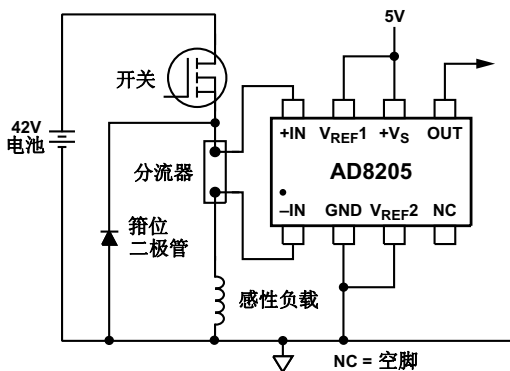 5V
开关
42V
电池
+IN VREF1 +VS OUT
分流器
AD8205
–IN GND VREF2 NC
箝位
二极管
感性负载
NC = 空脚